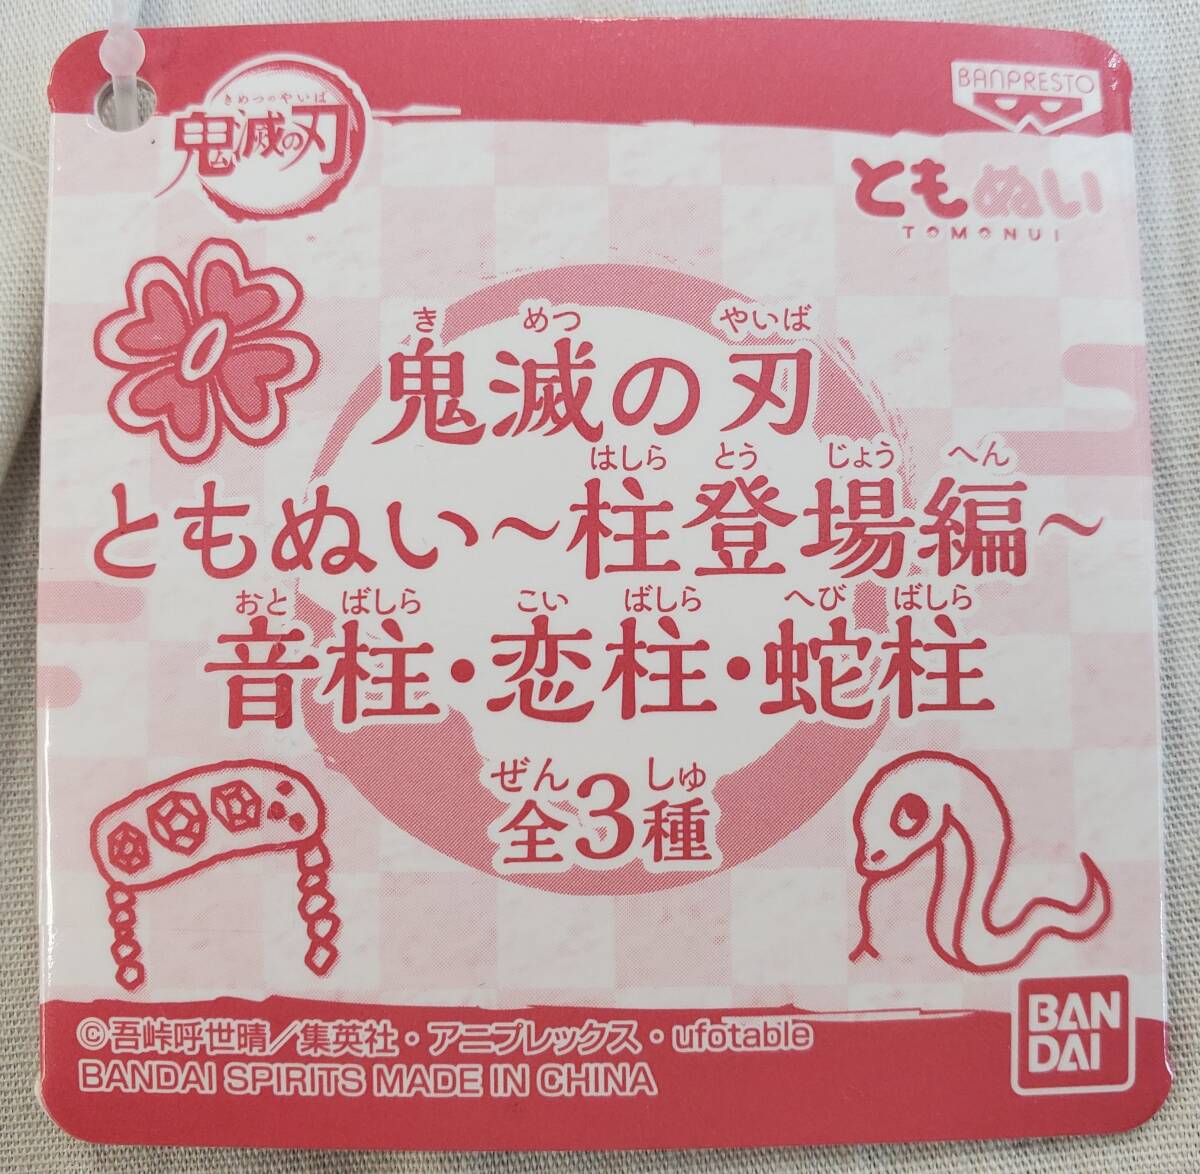 きめつのやいば
鬼滅の刃
BANPRESTO
ともぬい
TOMONUI
き めつ やいば
鬼滅の刃
はしら とう じょう へん
ともぬい～柱登場編～
おと ばしら こい ばしら へび ばしら
音柱・恋柱・蛇柱
ぜん しゅ
全3種
©吾峠呼世晴／集英社・アニプレックス・ufotable
BANDAI SPIRITS MADE IN CHINA
BAN
DAI